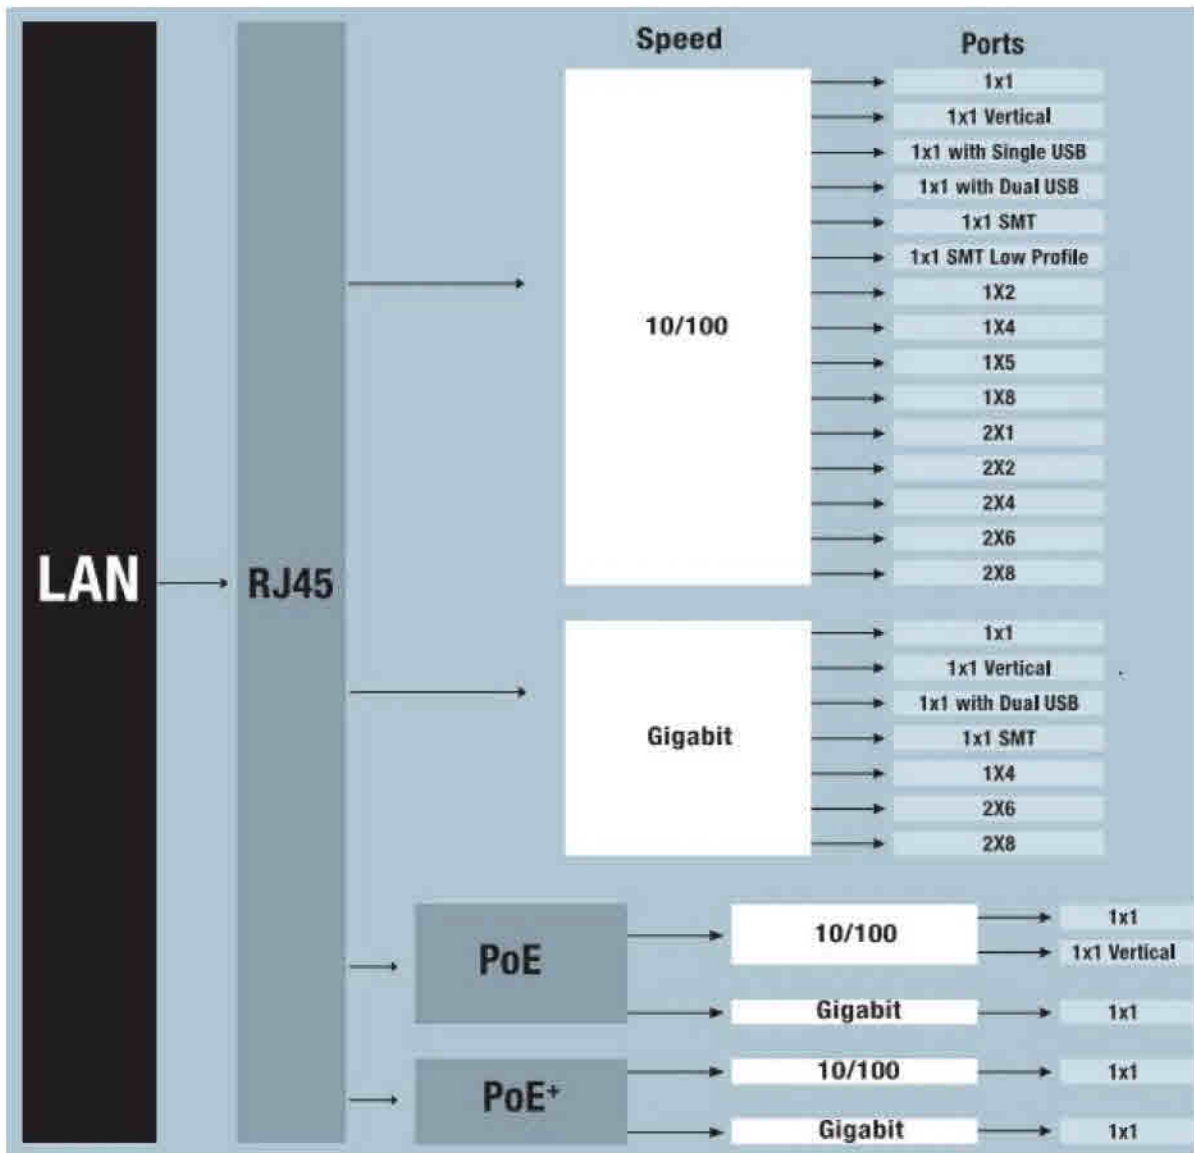 Speed
Ports
1x1
1x1 Vertical
1x1 with Single USB
1x1 with Dual USB
1x1 SMT
1x1 SMT Low Profile
10/100
1X2
1X4
1X5
1X8
2X1
2X2
2X4
2X6
2X8
LAN
RJ45
1x1
1x1 Vertical
1x1 with Dual USB
Gigabit
1x1 SMT
1X4
2X6
2X8
PoE
10/100
1x1
1x1 Vertical
Gigabit
1x1
PoE+
10/100
1x1
Gigabit
1x1